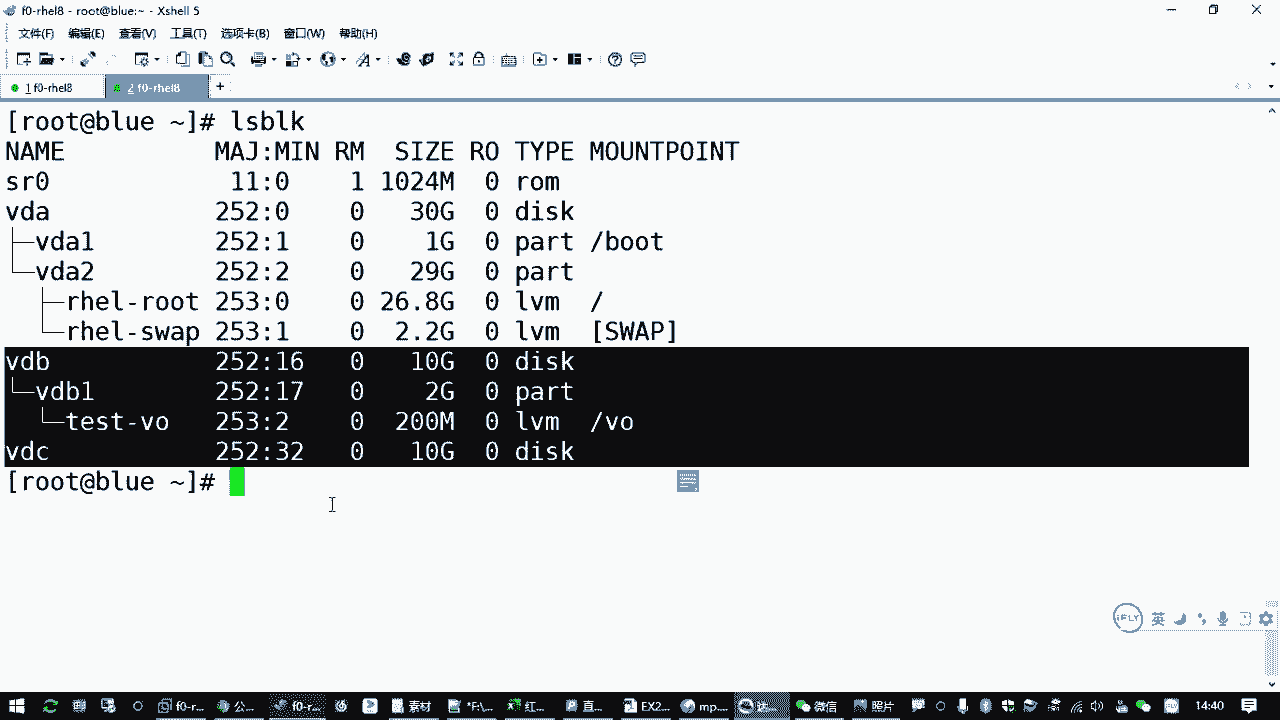 f0-rhel8 - root@blue:~ - Xshell 5
文件(F) 编辑(E) 查看(V) 工具(T) 选项卡(B) 窗口(W) 帮助(H)
1 f0-rhel8 2 f0-rhel8 +
[root@blue ~]# lsblk
NAME MAJ:MIN RM SIZE RO TYPE MOUNTPOINT
sr0 11:0 1 1024M 0 rom
vda 252:0 0 30G 0 disk
├─vda1 252:1 0 1G 0 part /boot
└─vda2 252:2 0 29G 0 part
├─rhel-root 253:0 0 26.8G 0 lvm /
└─rhel-swap 253:1 0 2.2G 0 lvm [SWAP]
vdb 252:16 0 10G 0 disk
└─vdb1 252:17 0 2G 0 part
└─test-vo 253:2 0 200M 0 lvm /vo
vdc 252:32 0 10G 0 disk
[root@blue ~]#
iFLY 英
f0-r... 公... f0-r... 素材 *F:\... 红... 直... EX2... mp... 微信 照片 14:40